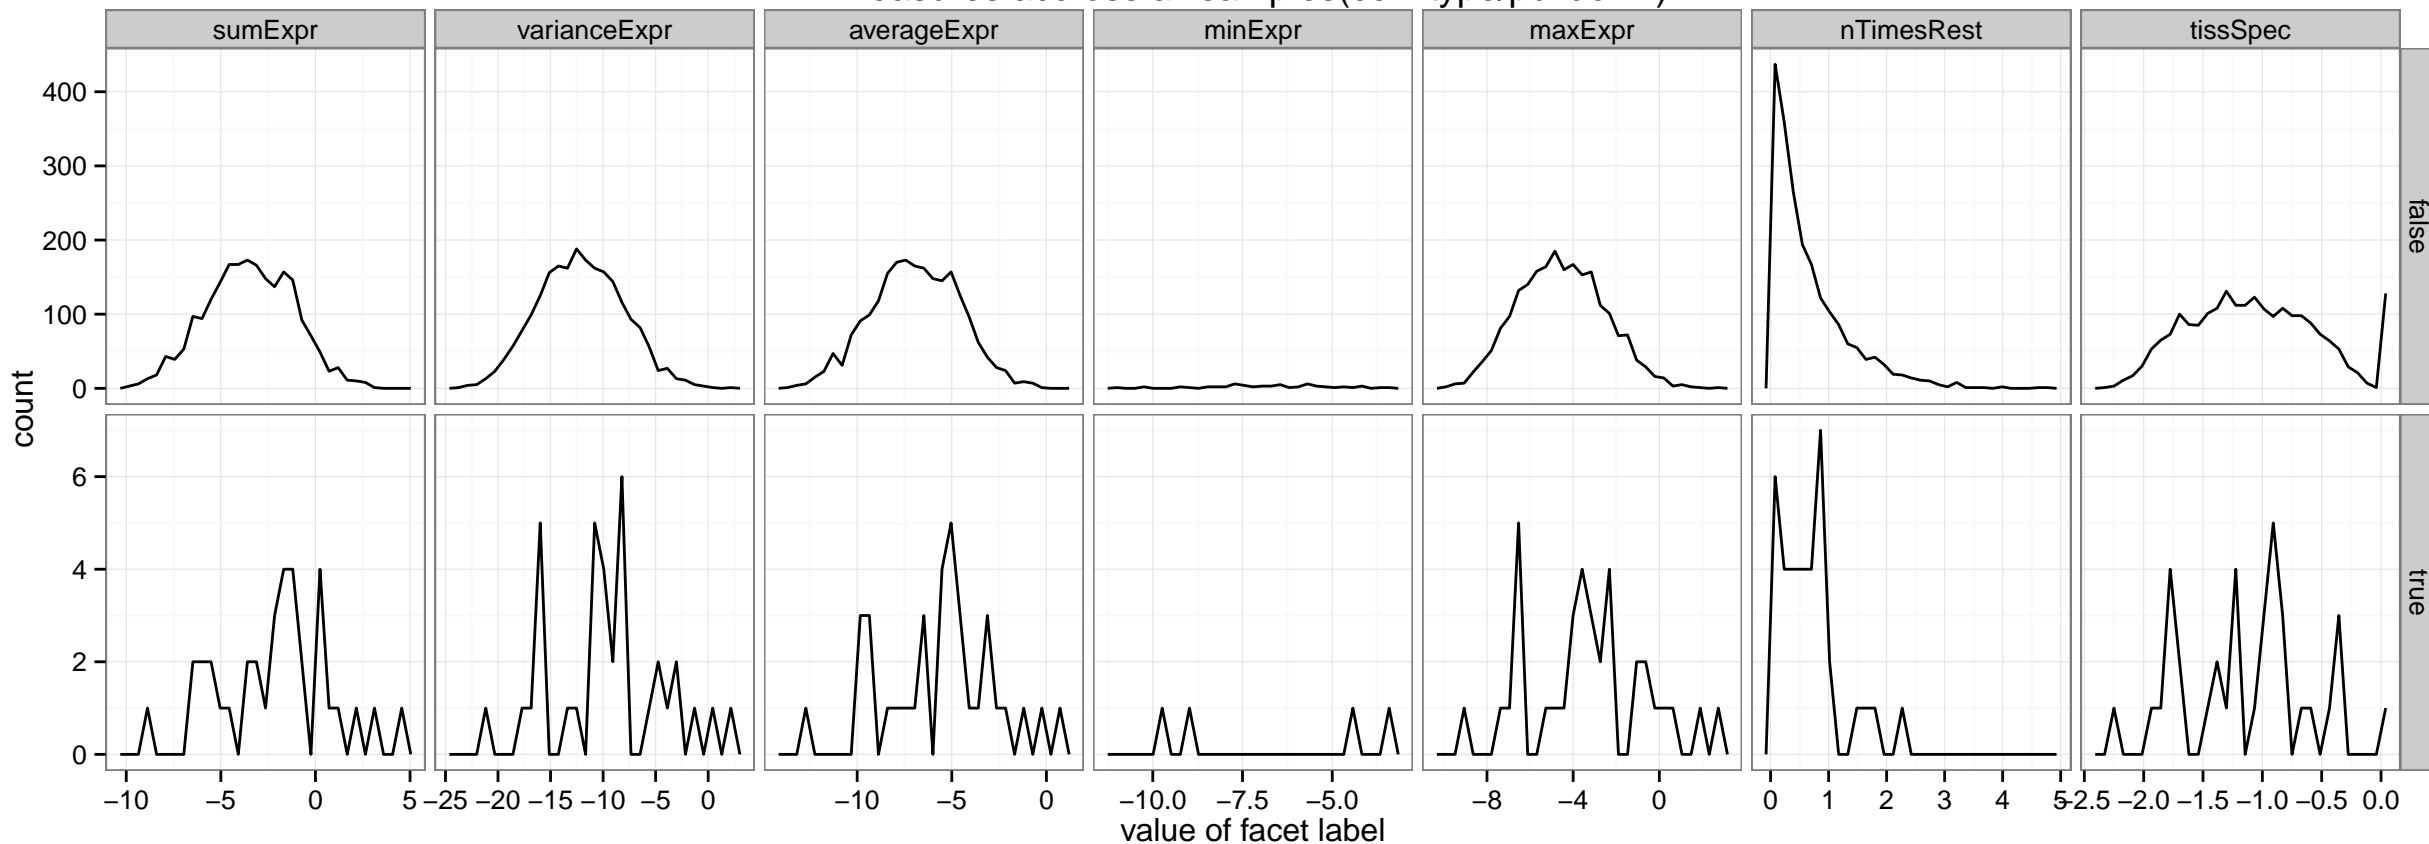 sumExpr varianceExpr averageExpr minExpr maxExpr nTimesRest tissSpec
400
300
200
100
0
false
count
6
4
2
0
true
−10 −5 0 5 −25 −20 −15 −10 −5 0 −10 −5 0 −10.0 −7.5 −5.0 −8 −4 0 0 1 2 3 4 5 −2.5 −2.0 −1.5 −1.0 −0.5 0.0
value of facet label